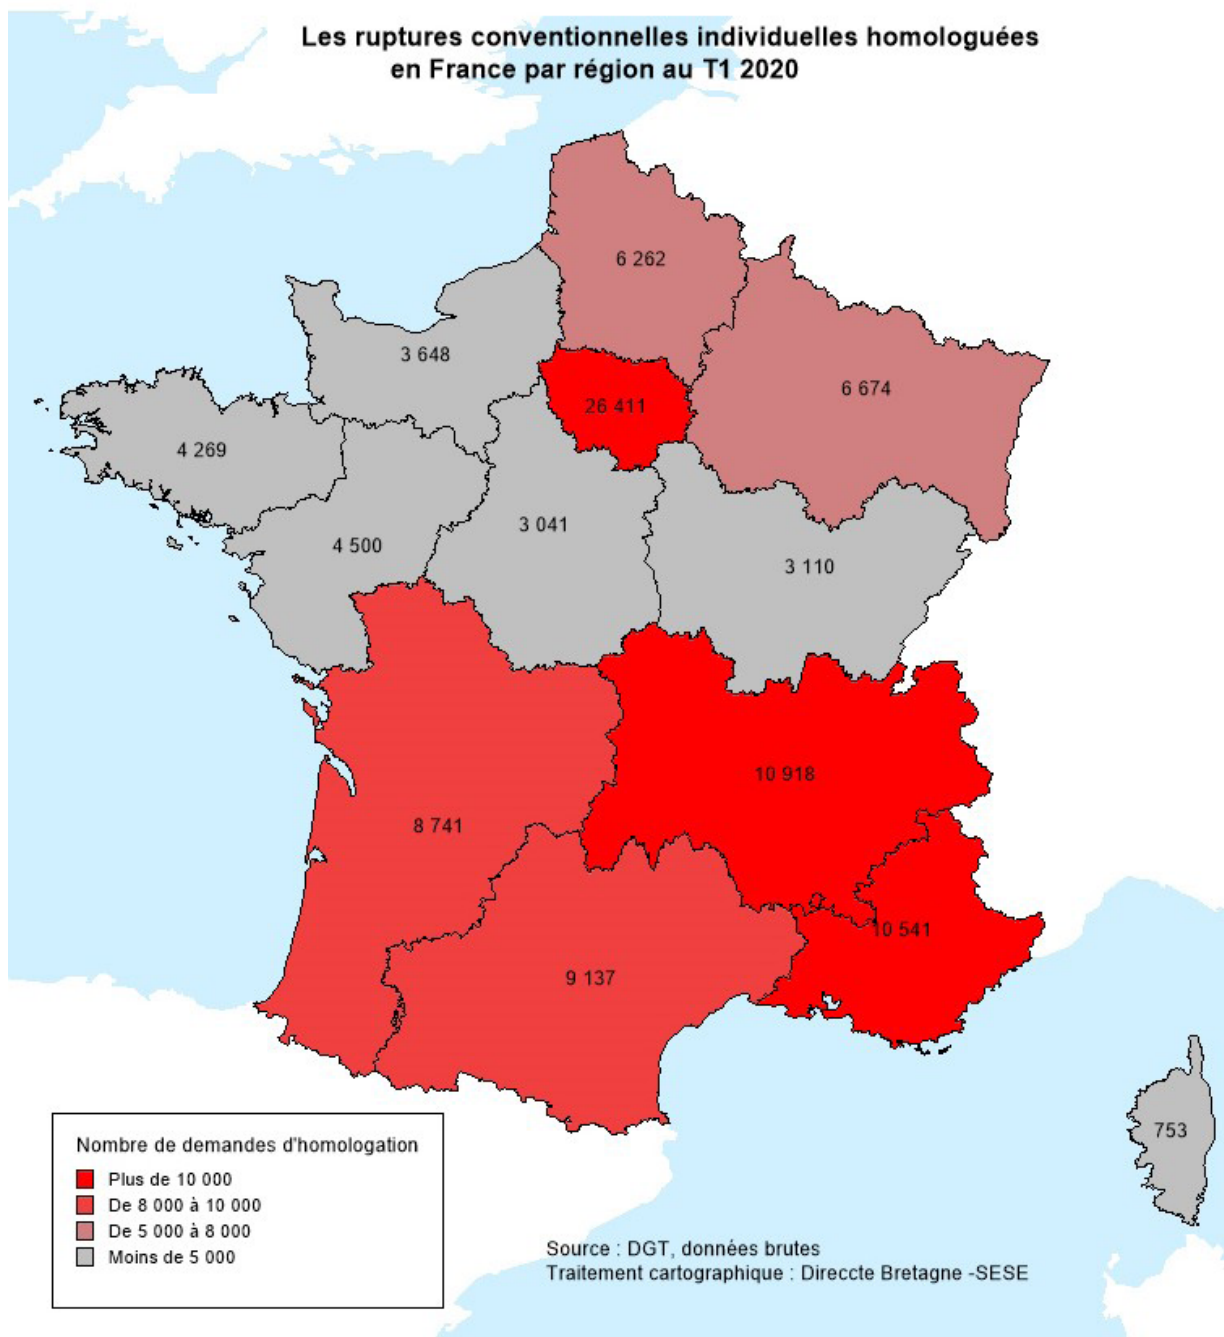 Les ruptures conventionnelles individuelles homologuées
en France par région au T1 2020
6 262
3 648
6 674
26 411
4 269
3 041
4 500
3 110
10 918
8 741
10 541
9 137
753
Nombre de demandes d'homologation
Plus de 10 000
De 8 000 à 10 000
De 5 000 à 8 000
Moins de 5 000
Source : DGT, données brutes
Traitement cartographique : Direccte Bretagne -SESE